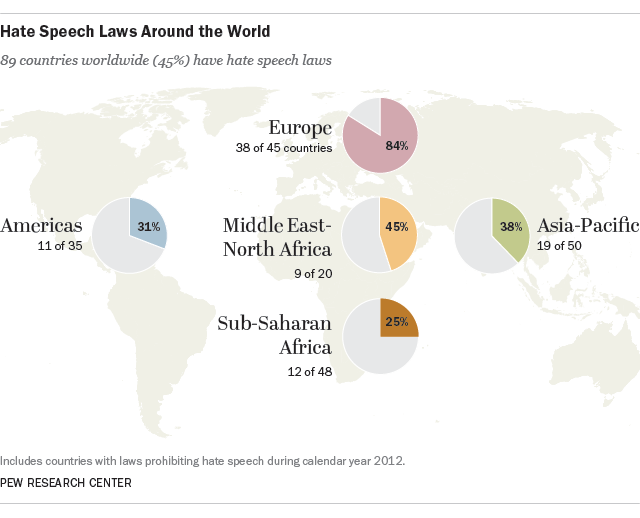 Hate Speech Laws Around the World
89 countries worldwide (45%) have hate speech laws
Europe
38 of 45 countries
84%
Americas
11 of 35
31%
Middle East-
North Africa
9 of 20
45%
38%
Asia-Pacific
19 of 50
Sub-Saharan
Africa
12 of 48
25%
Includes countries with laws prohibiting hate speech during calendar year 2012.
PEW RESEARCH CENTER